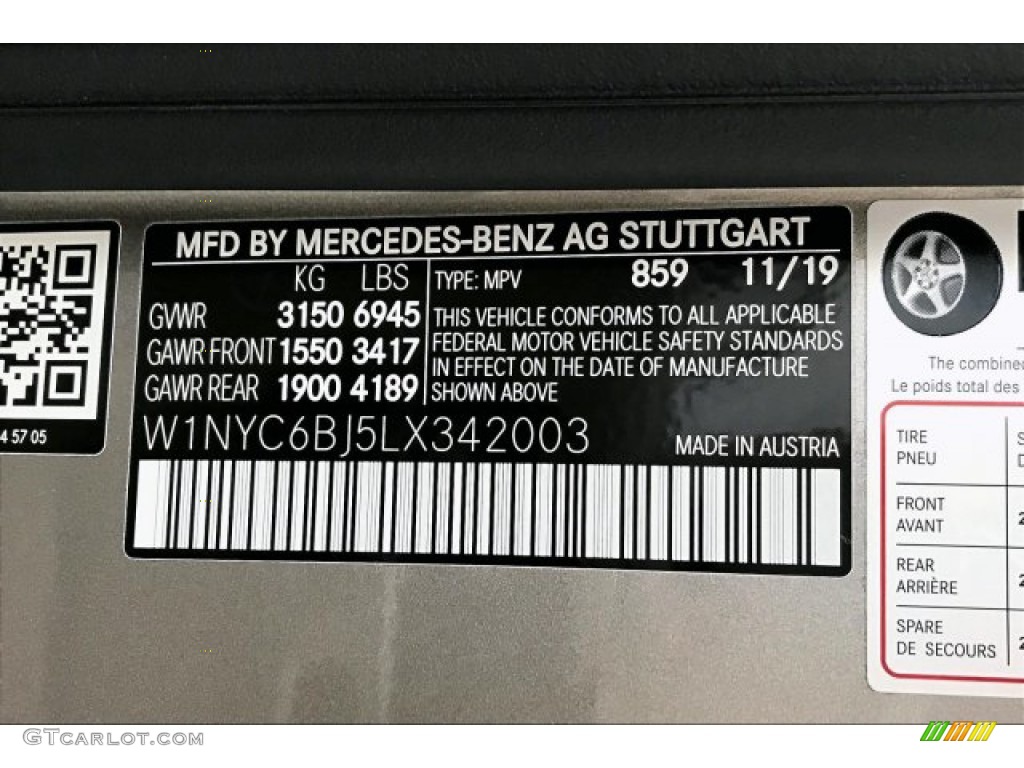 MFD BY MERCEDES-BENZ AG STUTTGART
KG LBS
GVWR 3150 6945
GAWR FRONT 1550 3417
GAWR REAR 1900 4189
TYPE: MPV 859 11/19
THIS VEHICLE CONFORMS TO ALL APPLICABLE
FEDERAL MOTOR VEHICLE SAFETY STANDARDS
IN EFFECT ON THE DATE OF MANUFACTURE
SHOWN ABOVE
W1NYC6BJ5LX342003
MADE IN AUSTRIA
4 57 05
The combine
Le poids total des
TIRE
PNEU
FRONT
AVANT
REAR
ARRIÈRE
SPARE
DE SECOURS
GTCarLot.com